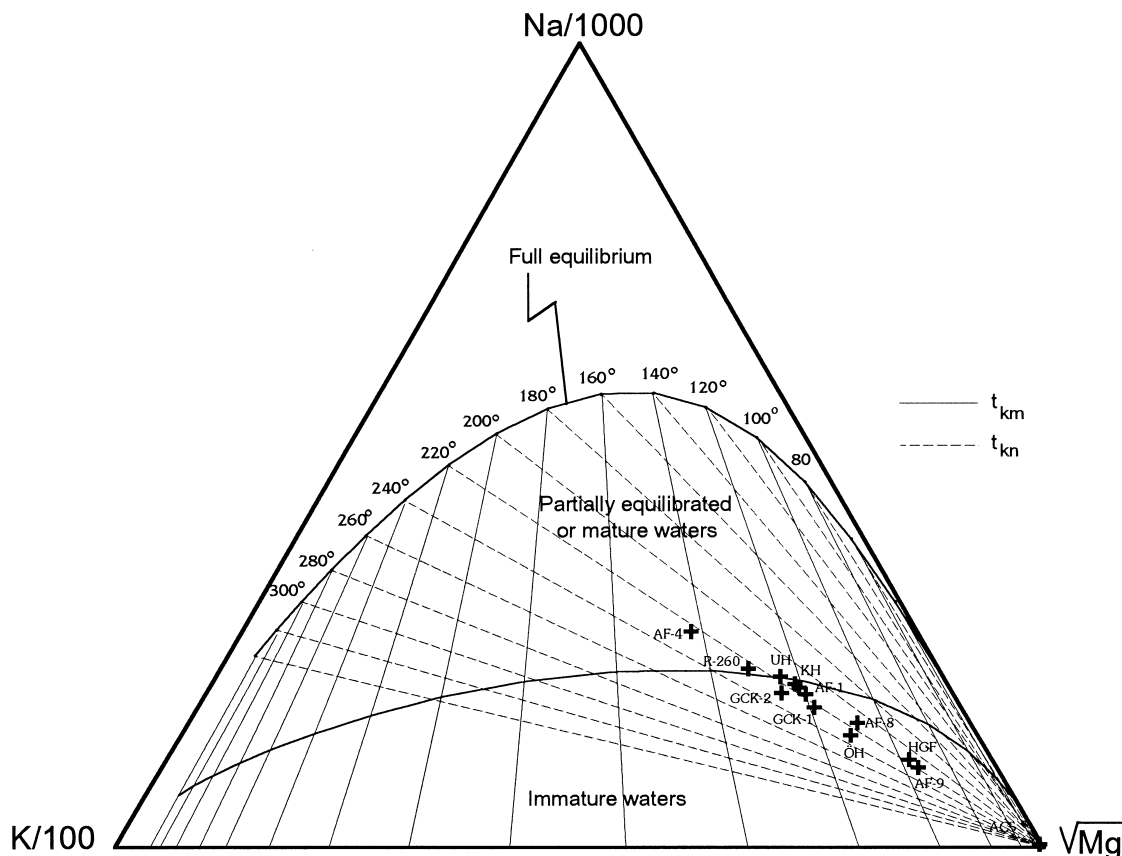 Na/1000
Full equilibrium
160°
140°
180°
120°
200°
100°
220°
80
240°
260°
280°
300°
t km
t kn
Partially equilibrated
or mature waters
AF-4
R-260
UH
KH
GCK-2
AF-1
GCK-1
AF-8
ÖH
HGF
AF-9
Immature waters
K/100
√Mg